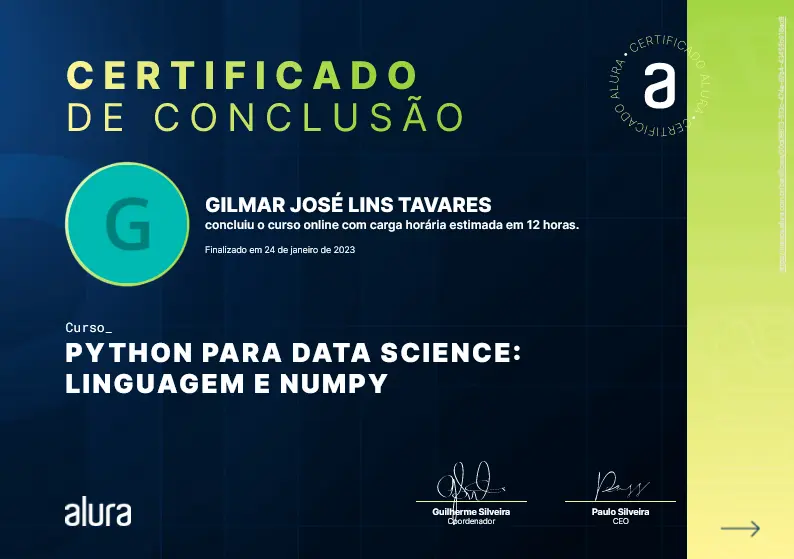 CERTIFICADO
DE CONCLUSÃO
CERTIFICADO ALURA • CERTIFICADO ALURA •
a
G
GILMAR JOSÉ LINS TAVARES
concluiu o curso online com carga horária estimada em 12 horas.
Finalizado em 24 de janeiro de 2023
Curso_
PYTHON PARA DATA SCIENCE:
LINGUAGEM E NUMPY
alura
Guilherme Silveira
Coordenador
Paulo Silveira
CEO